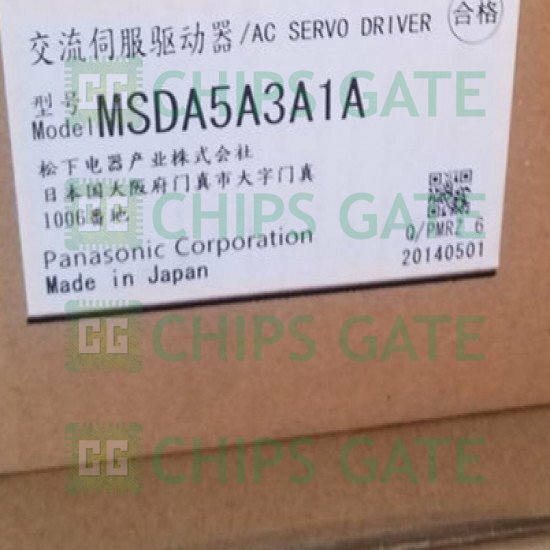 交流伺服驱动器/AC SERVO DRIVER
合格
型号
Model MSDA5A3A1A
松下电器产业株式会社
日本国大阪府门真市大字门真
1006番地
Panasonic Corporation
Made in Japan
Q/PMRZ 6
20140501
CHIPS GATE
CHIPS GATE
CHIPS GATE
CHIPS GATE